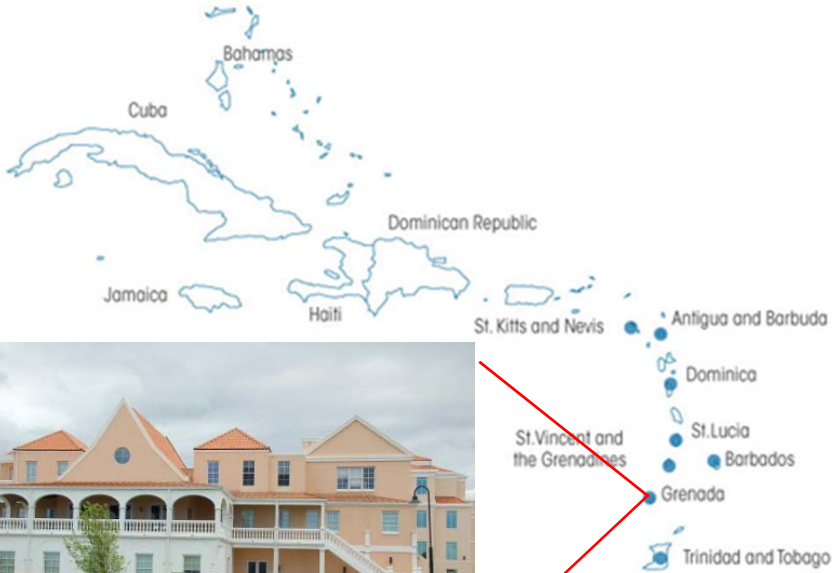 Bahamas
Cuba
Dominican Republic
Jamaica
Haiti
St. Kitts and Nevis
Antigua and Barbuda
Dominica
St.Lucia
St.Vincent and
the Grenadines
Barbados
Grenada
Trinidad and Tobago